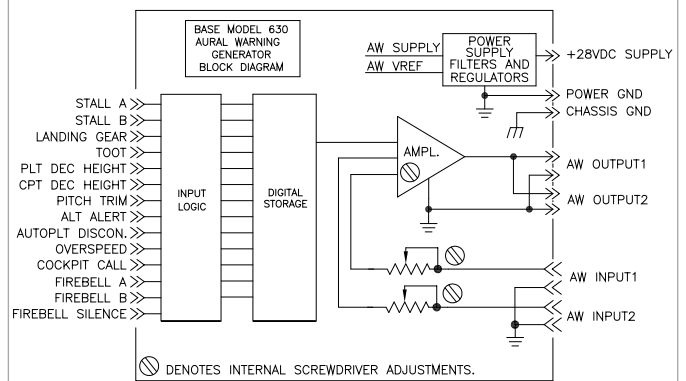 BASE MODEL 630
AURAL WARNING
GENERATOR
BLOCK DIAGRAM
POWER
SUPPLY
FILTERS AND
REGULATORS
AW SUPPLY
AW VREF
+28VDC SUPPLY
POWER GND
CHASSIS GND
STALL A
STALL B
LANDING GEAR
TOOT
PLT DEC HEIGHT
CPT DEC HEIGHT
PITCH TRIM
ALT ALERT
AUTOPLT DISCON.
OVERSPEED
COCKPIT CALL
FIREBELL A
FIREBELL B
FIREBELL SILENCE
INPUT
LOGIC
DIGITAL
STORAGE
AMPL.
AW OUTPUT1
AW OUTPUT2
AW INPUT1
AW INPUT2
DENOTES INTERNAL SCREWDRIVER ADJUSTMENTS.